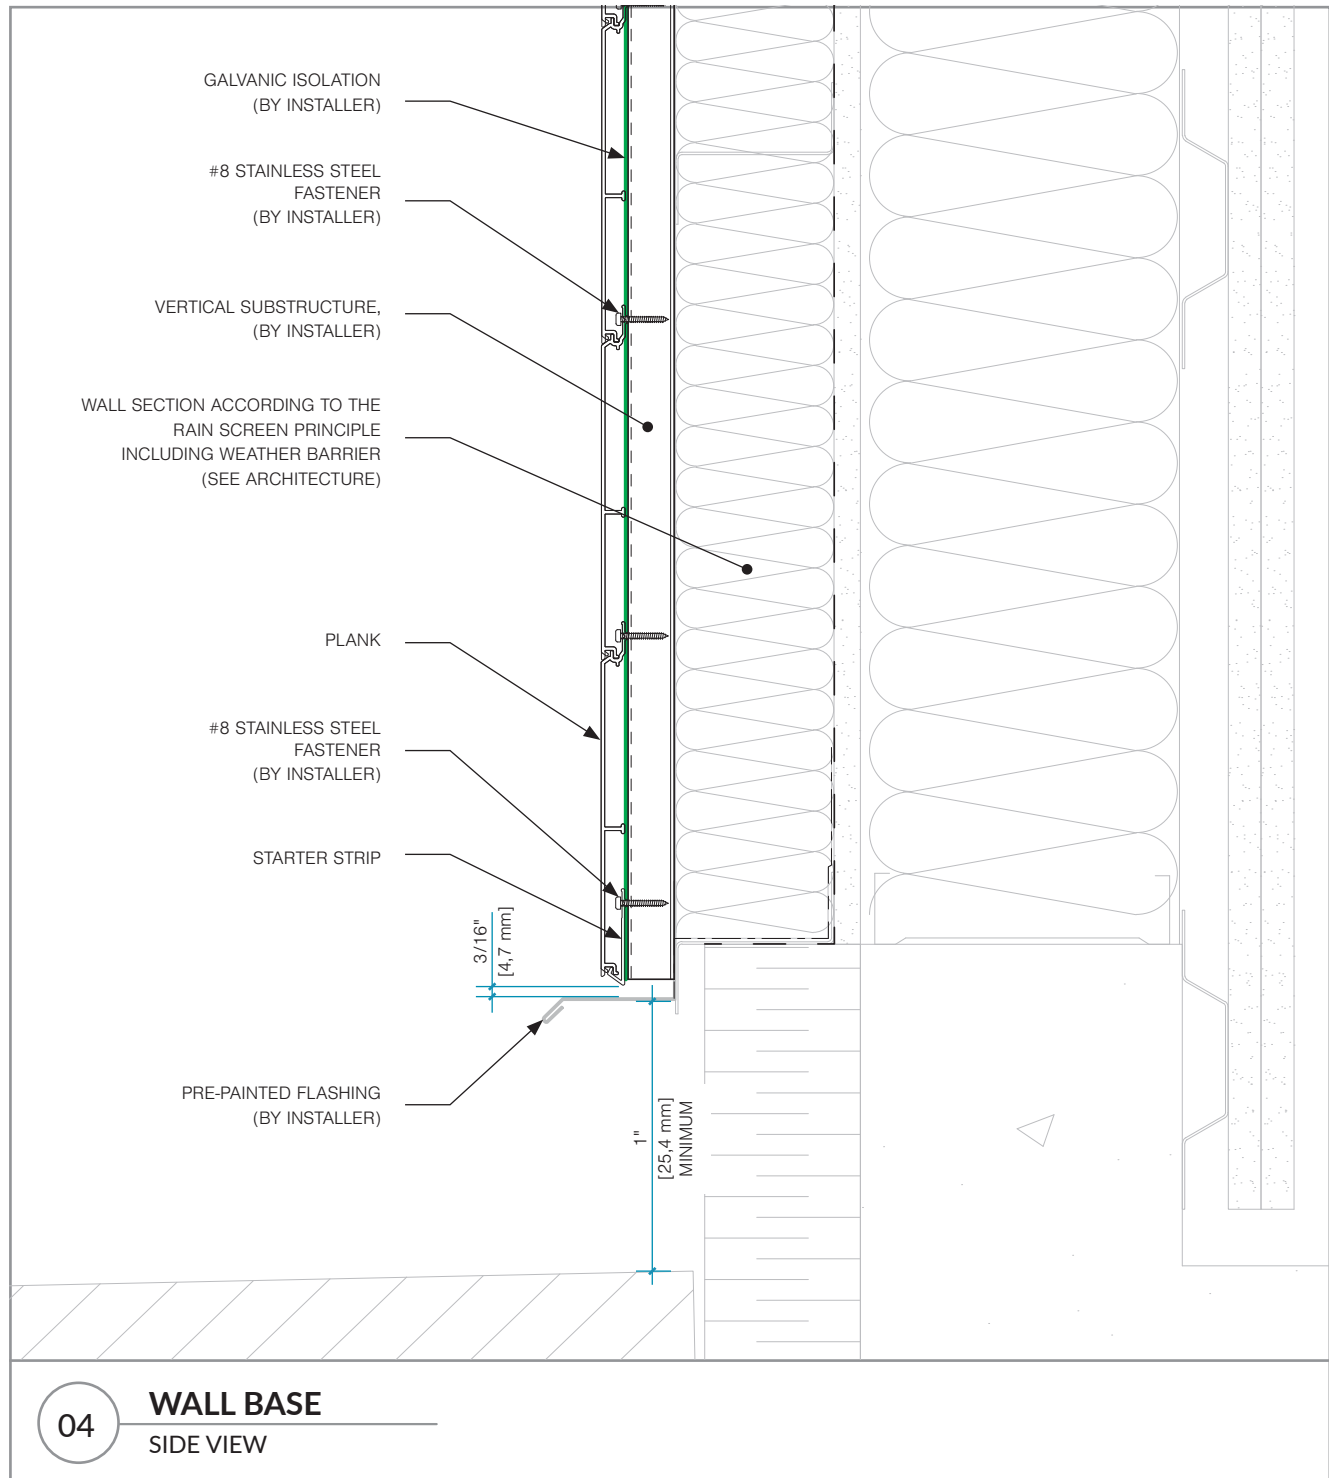 GALVANIC ISOLATION
(BY INSTALLER)
#8 STAINLESS STEEL
FASTENER
(BY INSTALLER)
VERTICAL SUBSTRUCTURE,
(BY INSTALLER)
WALL SECTION ACCORDING TO THE
RAIN SCREEN PRINCIPLE
INCLUDING WEATHER BARRIER
(SEE ARCHITECTURE)
PLANK
#8 STAINLESS STEEL
FASTENER
(BY INSTALLER)
STARTER STRIP
3/16"
[4,7 mm]
PRE-PAINTED FLASHING
(BY INSTALLER)
1"
[25,4 mm]
MINIMUM
04
WALL BASE
SIDE VIEW